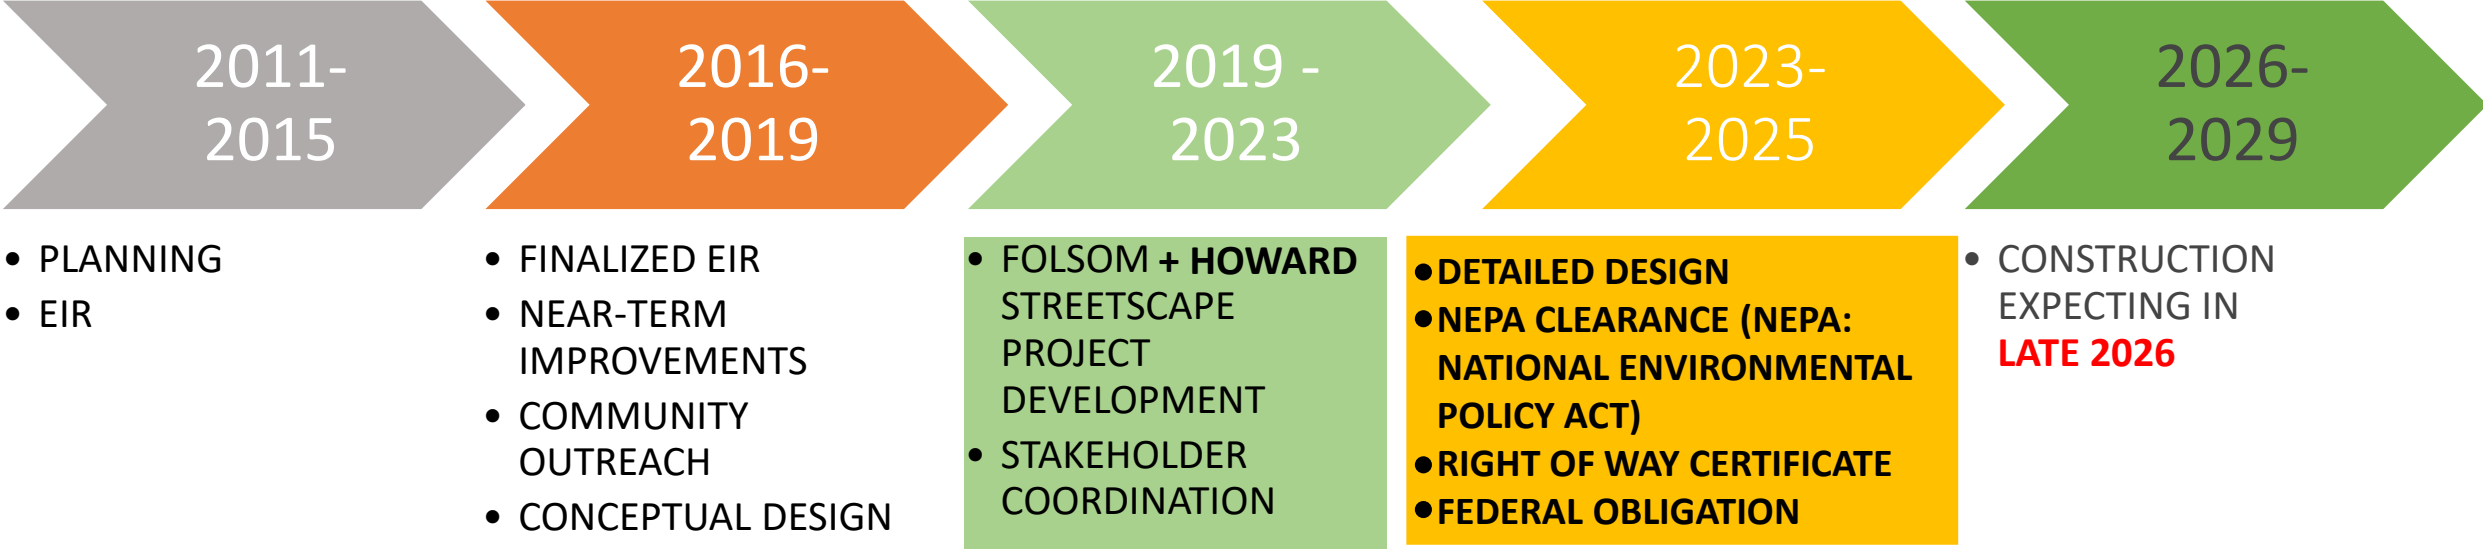 2011-
2015
2016-
2019
2019 -
2023
2023-
2025
2026-
2029
• PLANNING
• EIR
• FINALIZED EIR
• NEAR-TERM
IMPROVEMENTS
• COMMUNITY
OUTREACH
• CONCEPTUAL DESIGN
• FOLSOM + HOWARD
STREETSCAPE
PROJECT
DEVELOPMENT
• STAKEHOLDER
COORDINATION
• DETAILED DESIGN
• NEPA CLEARANCE (NEPA:
NATIONAL ENVIRONMENTAL
POLICY ACT)
• RIGHT OF WAY CERTIFICATE
• FEDERAL OBLIGATION
• CONSTRUCTION
EXPECTING IN
LATE 2026